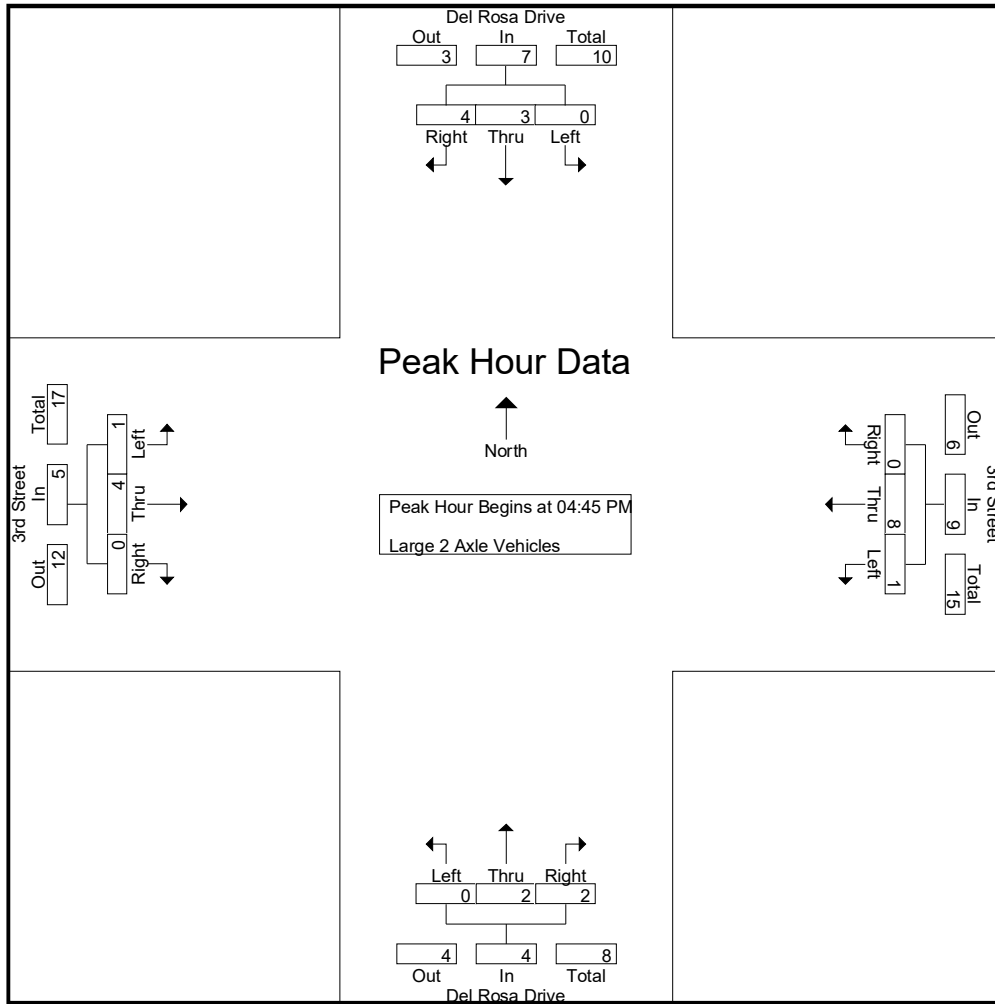 Del Rosa Drive
Out In Total
3 7 10
4 3 0
Right Thru Left
Peak Hour Data
North
Peak Hour Begins at 04:45 PM
Large 2 Axle Vehicles
3rd Street
Total In Out
17 5 12
1 4 0
Left Thru Right
3rd Street
Out In Total
6 9 15
0 8 1
Right Thru Left
Left Thru Right
0 2 2
4 4 8
Out In Total
Del Rosa Drive